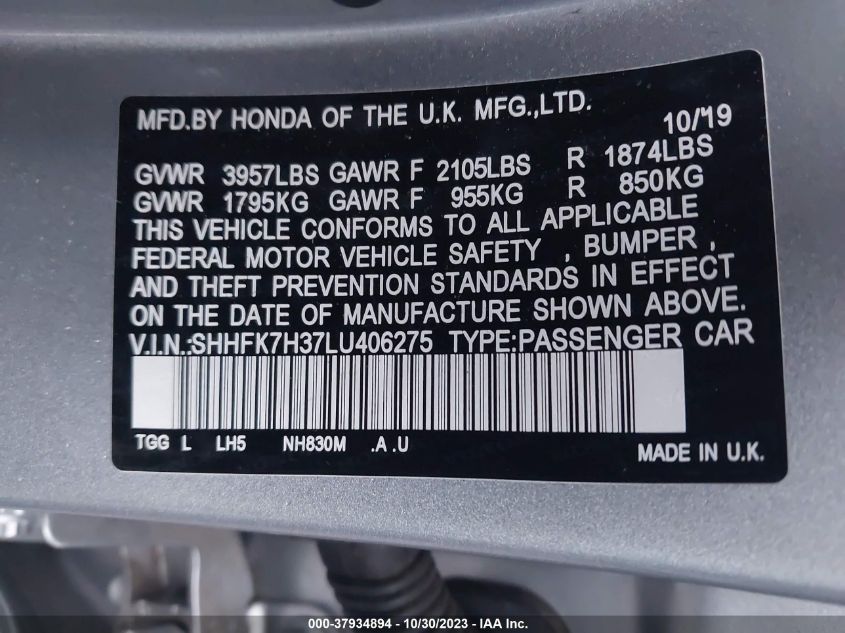 MFD.BY HONDA OF THE U.K. MFG.,LTD. 10/'19
GVWR 3957LBS GAWR F 2105LBS R 1874LBS
GVWR 1795KG GAWR F 955KG R 850KG
THIS VEHICLE CONFORMS TO ALL APPLICABLE
FEDERAL MOTOR VEHICLE SAFETY , BUMPER ,
AND THEFT PREVENTION STANDARDS IN EFFECT
ON THE DATE OF MANUFACTURE SHOWN ABOVE.
V.I.N.:SHHFK7H37LU406275 TYPE:PASSENGER CAR
TGG L LH5 NH830M .A .U
MADE IN U.K.
000-37934894 / 10/30/2023 - IAA Inc.